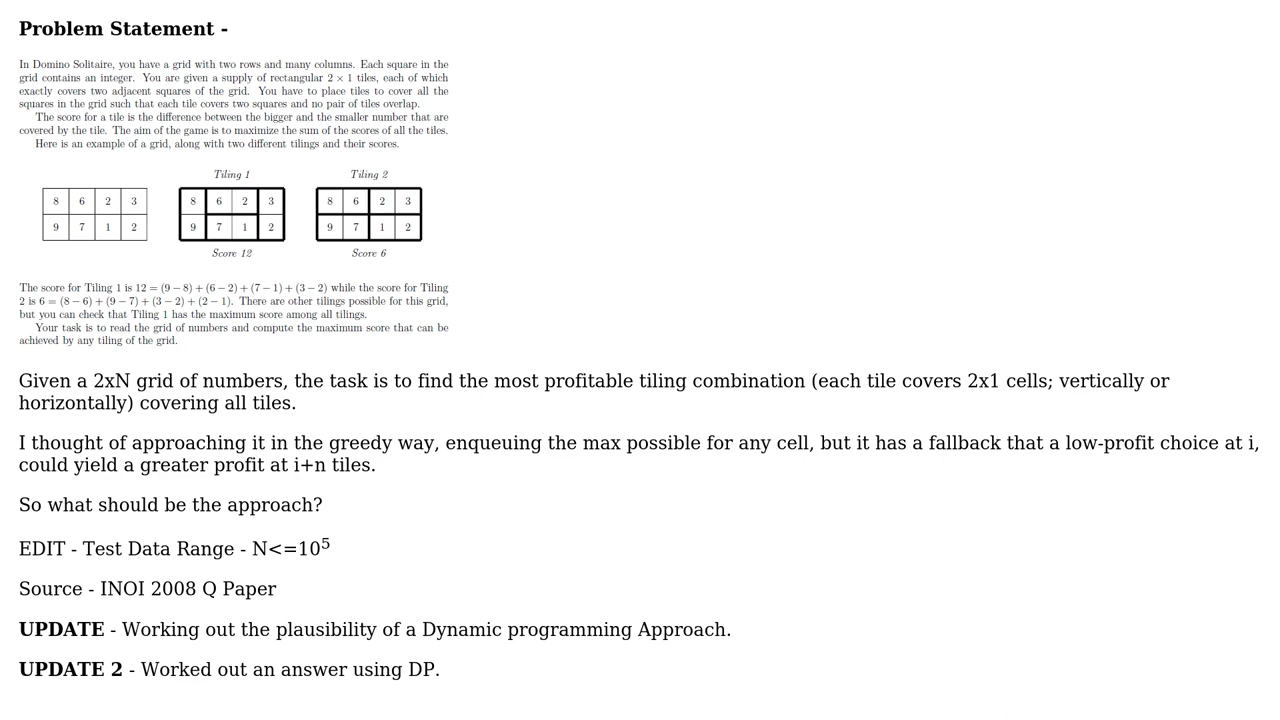 Problem Statement -
In Domino Solitaire, you have a grid with two rows and many columns. Each square in the
grid contains an integer. You are given a supply of rectangular 2 × 1 tiles, each of which
exactly covers two adjacent squares of the grid. You have to place tiles to cover all the
squares in the grid such that each tile covers two squares and no pair of tiles overlap.
The score for a tile is the difference between the bigger and the smaller number that are
covered by the tile. The aim of the game is to maximize the sum of the scores of all the tiles.
Here is an example of a grid, along with two different tilings and their scores.
Tiling 1 Tiling 2
8 6 2 3 8 6 2 3 8 6 2 3
9 7 1 2 9 7 1 2 9 7 1 2
Score 12 Score 6
The score for Tiling 1 is 12 = (9 − 8) + (6 − 2) + (7 − 1) + (3 − 2) while the score for Tiling
2 is 6 = (8 − 6) + (9 − 7) + (3 − 2) + (2 − 1). There are other tilings possible for this grid,
but you can check that Tiling 1 has the maximum score among all tilings.
Your task is to read the grid of numbers and compute the maximum score that can be
achieved by any tiling of the grid.
Given a 2xN grid of numbers, the task is to find the most profitable tiling combination (each tile covers 2x1 cells; vertically or
horizontally) covering all tiles.
I thought of approaching it in the greedy way, enqueuing the max possible for any cell, but it has a fallback that a low-profit choice at i,
could yield a greater profit at i+n tiles.
So what should be the approach?
EDIT - Test Data Range - N<=10⁵
Source - INOI 2008 Q Paper
UPDATE - Working out the plausibility of a Dynamic programming Approach.
UPDATE 2 - Worked out an answer using DP.